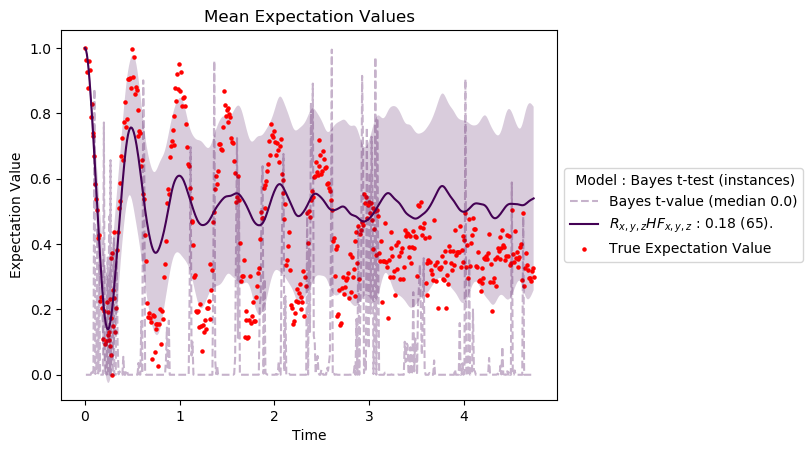 Mean Expectation Values
Expectation Value
1.0
0.8
0.6
0.4
0.2
0.0
0
1
2
3
4
Time
Model : Bayes t-test (instances)
Bayes t-value (median 0.0)
R_{x,y,z}HF_{x,y,z} : 0.18 (65).
True Expectation Value